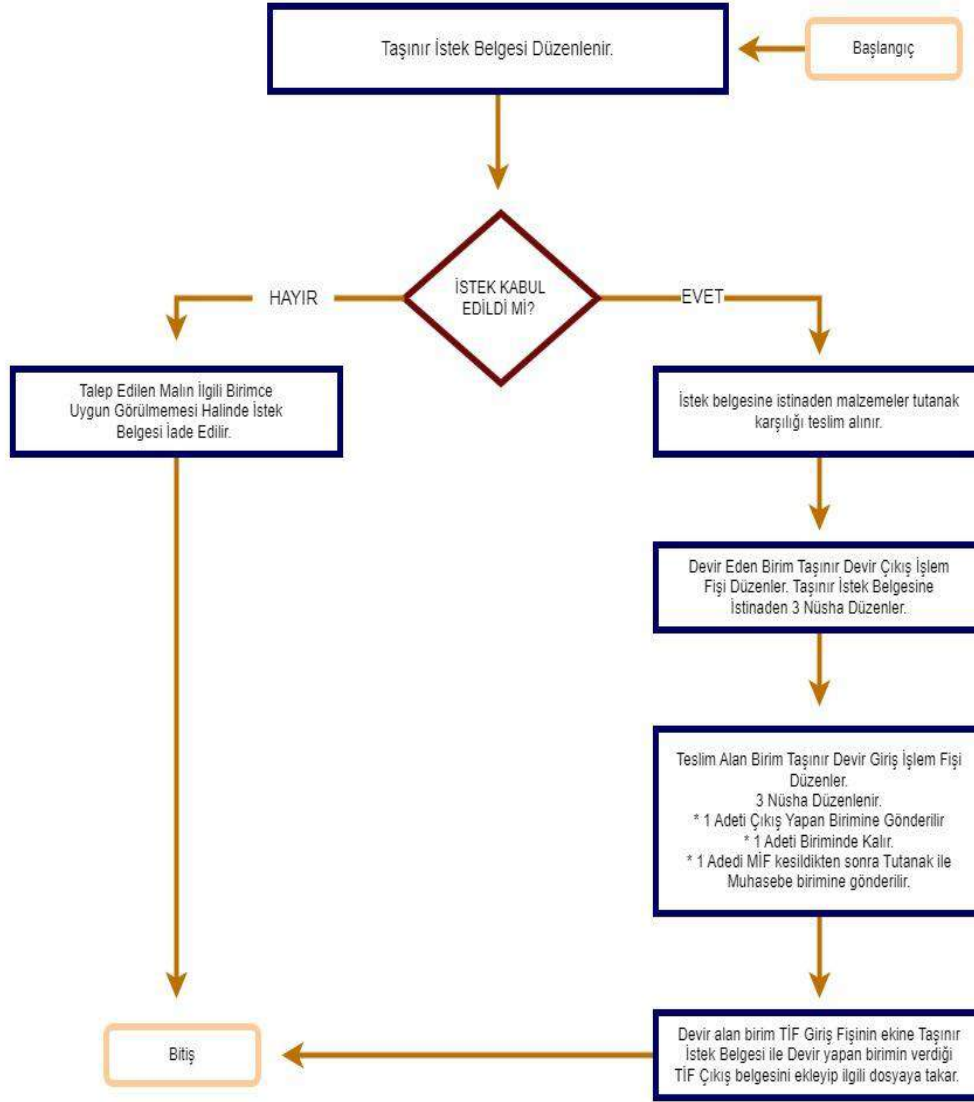 Taşınır İstek Belgesi Düzenlenir.
Başlangıç
İSTEK KABUL
EDİLDİ Mİ?
HAYIR
EVET
Talep Edilen Malın İlgili Birimce
Uygun Görülmemesi Halinde İstek
Belgesi İade Edilir.
İstek belgesine istinaden malzemeler tutanak
karşılığı teslim alınır.
Devir Eden Birim Taşınır Devir Çıkış İşlem
Fişi Düzenler. Taşınır İstek Belgesine
İstinaden 3 Nüsha Düzenler.
Teslim Alan Birim Taşınır Devir Giriş İşlem Fişi
Düzenler.
3 Nüsha Düzenlenir.
* 1 Adeti Çıkış Yapan Birimine Gönderilir
* 1 Adeti Biriminde Kalır.
* 1 Adedi MİF kesildikten sonra Tutanak ile
Muhasebe birimine gönderilir.
Devir alan birim TİF Giriş Fişinin ekine Taşınır
İstek Belgesi ile Devir yapan birimin verdiği
TİF Çıkış belgesini ekleyip ilgili dosyaya takar.
Bitiş